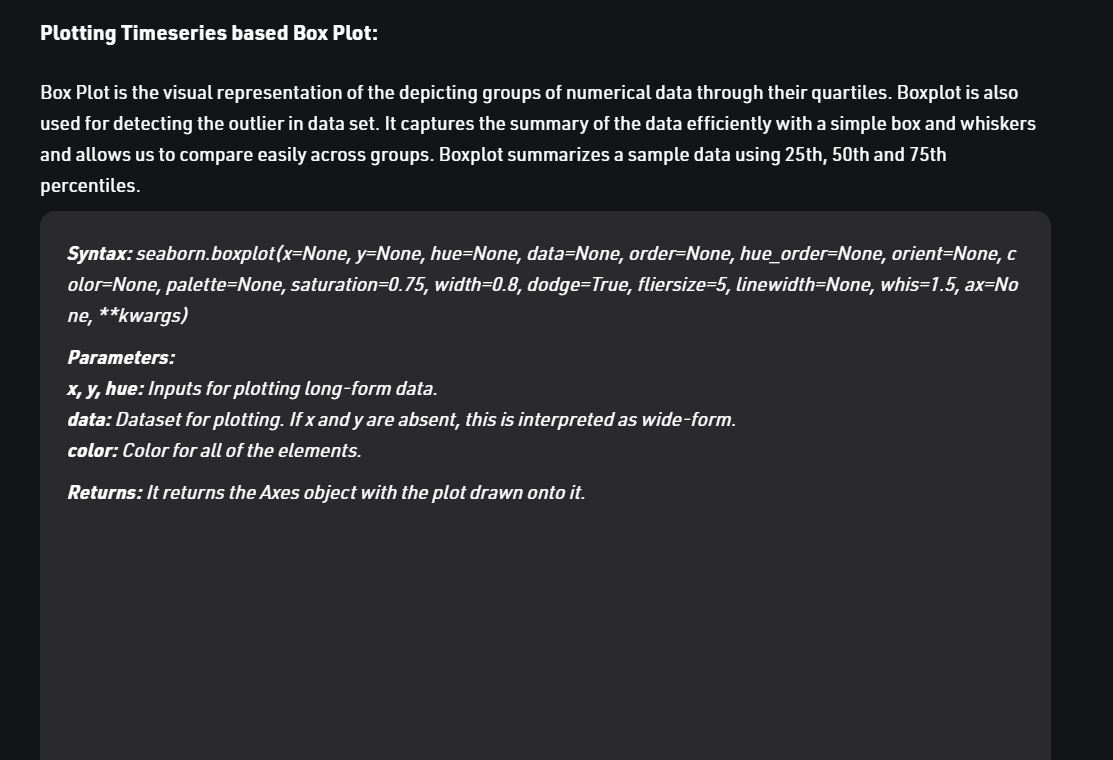 Plotting Timeseries based Box Plot:
Box Plot is the visual representation of the depicting groups of numerical data through their quartiles. Boxplot is also
used for detecting the outlier in data set. It captures the summary of the data efficiently with a simple box and whiskers
and allows us to compare easily across groups. Boxplot summarizes a sample data using 25th, 50th and 75th
percentiles.
Syntax: seaborn.boxplot(x=None, y=None, hue=None, data=None, order=None, hue_order=None, orient=None, c
olor=None, palette=None, saturation=0.75, width=0.8, dodge=True, fliersize=5, linewidth=None, whis=1.5, ax=No
ne, **kwargs)
Parameters:
x, y, hue: Inputs for plotting long-form data.
data: Dataset for plotting. If x and y are absent, this is interpreted as wide-form.
color: Color for all of the elements.
Returns: It returns the Axes object with the plot drawn onto it.